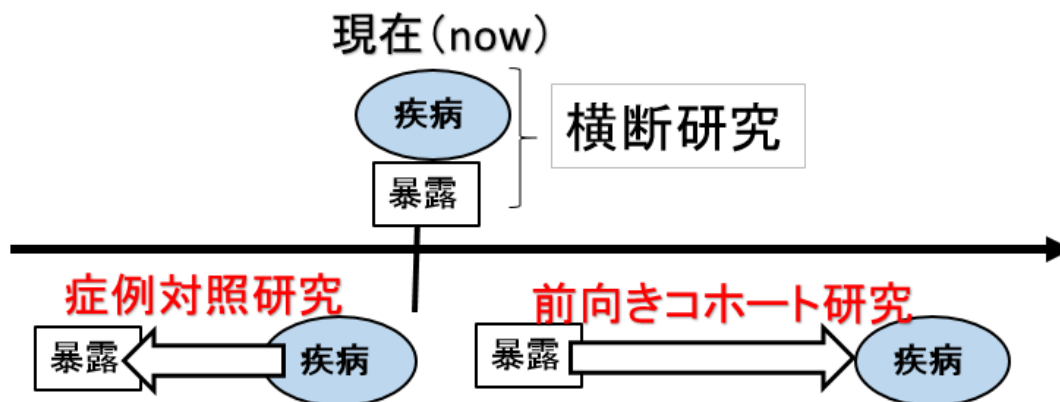 現在（now）
疾病
横断研究
暴露
症例対照研究
前向きコホート研究
暴露
疾病
暴露
疾病